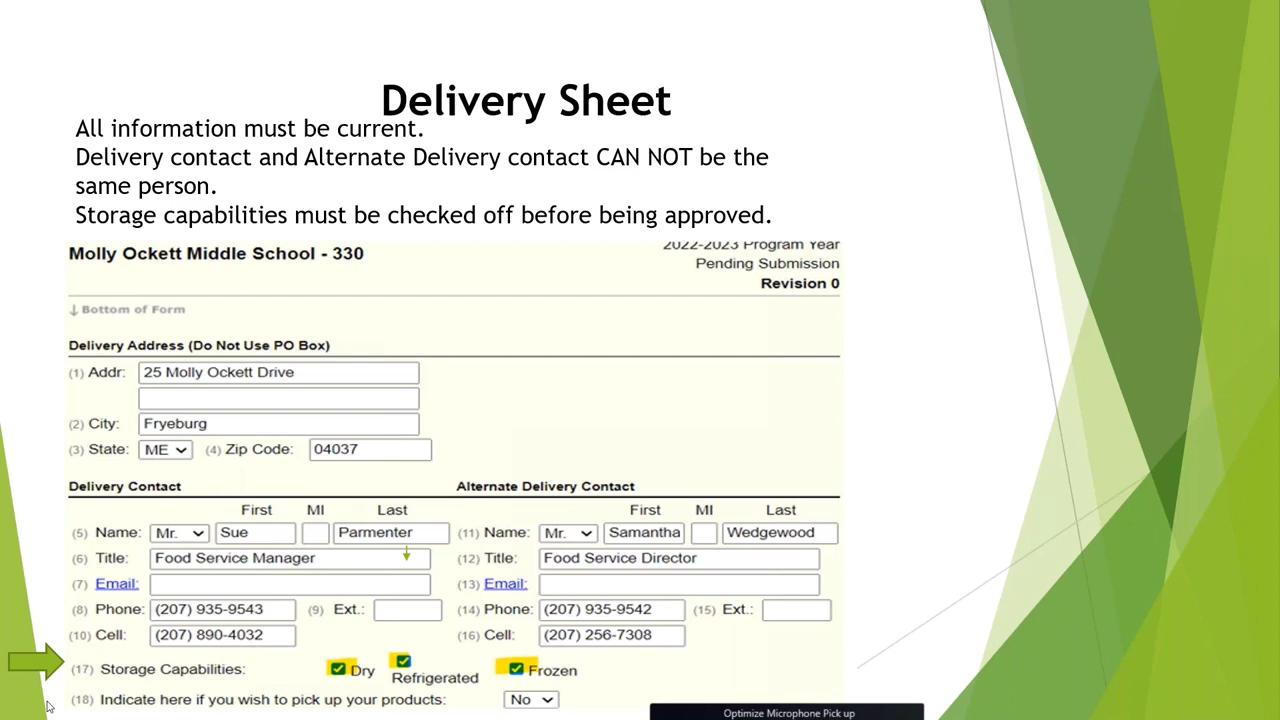 Delivery Sheet
All information must be current.
Delivery contact and Alternate Delivery contact CAN NOT be the
same person.
Storage capabilities must be checked off before being approved.
2022-2023 Program Year
Molly Ockett Middle School - 330
Pending Submission
Revision 0
↓ Bottom of Form
Delivery Address (Do Not Use PO Box)
(1) Addr: 25 Molly Ockett Drive
(2) City: Fryeburg
(3) State: ME (4) Zip Code: 04037
Delivery Contact Alternate Delivery Contact
First MI Last First MI Last
(5) Name: Mr. Sue Parmenter (11) Name: Mr. Samantha Wedgewood
(6) Title: Food Service Manager (12) Title: Food Service Director
(7) Email: (13) Email:
(8) Phone: (207) 935-9543 (9) Ext.: (14) Phone: (207) 935-9542 (15) Ext.:
(10) Cell: (207) 890-4032 (16) Cell: (207) 256-7308
(17) Storage Capabilities: Dry Refrigerated Frozen
(18) Indicate here if you wish to pick up your products: No
Optimize Microphone Pick up